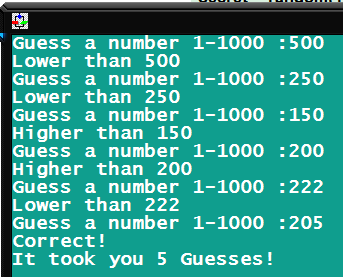 Guess a number 1-1000 :500
Lower than 500
Guess a number 1-1000 :250
Lower than 250
Guess a number 1-1000 :150
Higher than 150
Guess a number 1-1000 :200
Higher than 200
Guess a number 1-1000 :222
Lower than 222
Guess a number 1-1000 :205
Correct!
It took you 5 Guesses!